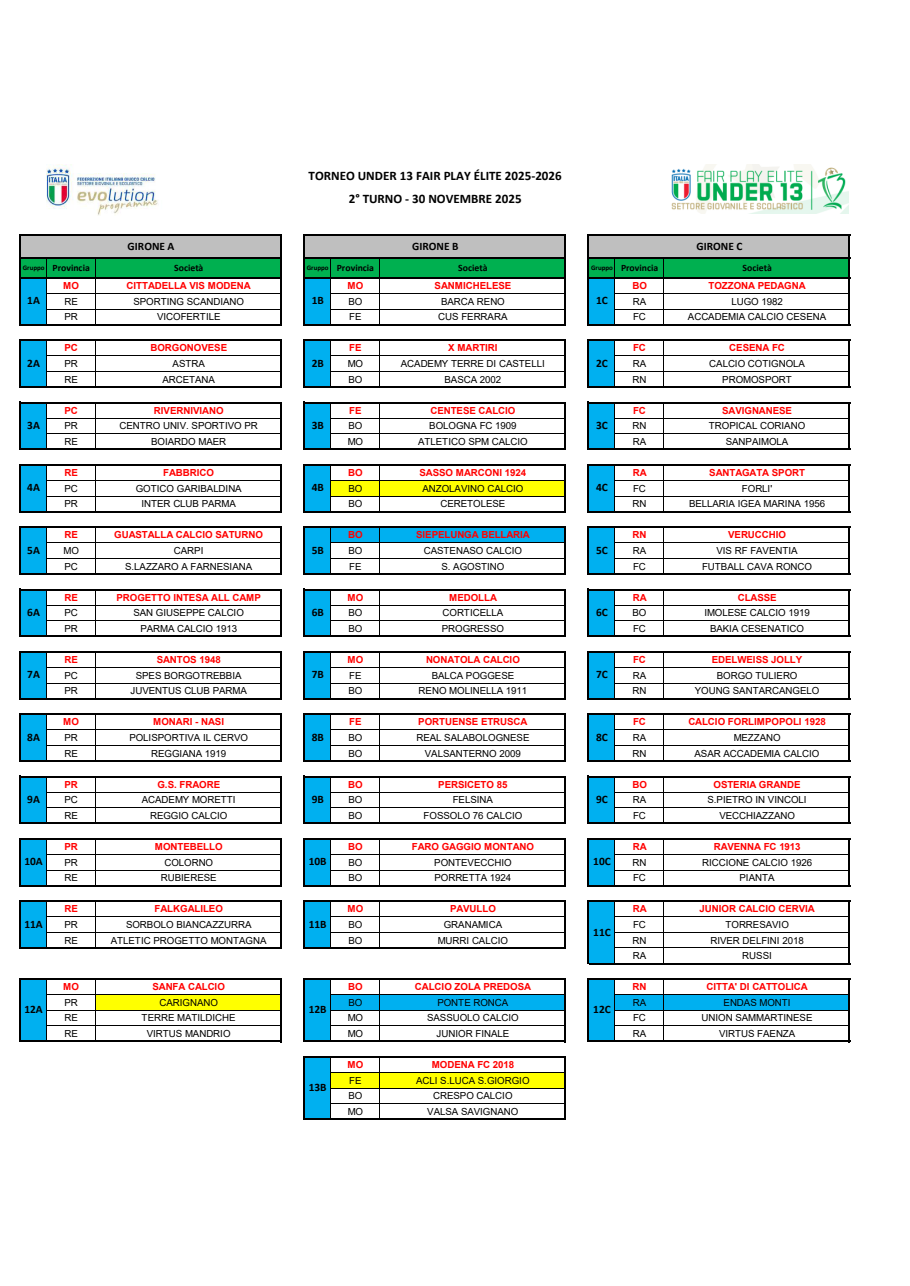 ITALIA
FEDERAZIONE ITALIANA GIUOCO CALCIO
SETTORE GIOVANILE E SCOLASTICO
evolution
programme
TORNEO UNDER 13 FAIR PLAY ÉLITE 2025-2026
2° TURNO - 30 NOVEMBRE 2025
ITALIA
FAIR PLAY ELITE
UNDER 13
SETTORE GIOVANILE E SCOLASTICO
GIRONE A
Gruppo Provincia Società
1A
MO CITTADELLA VIS MODENA
RE SPORTING SCANDIANO
PR VICOFERTILE
2A
PC BORGONOVESE
PR ASTRA
RE ARCETANA
3A
PC RIVERNIVIANO
PR CENTRO UNIV. SPORTIVO PR
RE BOIARDO MAER
4A
RE FABBRICO
PC GOTICO GARIBALDINA
PR INTER CLUB PARMA
5A
RE GUASTALLA CALCIO SATURNO
MO CARPI
PC S.LAZZARO A FARNESIANA
6A
RE PROGETTO INTESA ALL CAMP
PC SAN GIUSEPPE CALCIO
PR PARMA CALCIO 1913
7A
RE SANTOS 1948
PC SPES BORGOTREBBIA
PR JUVENTUS CLUB PARMA
8A
MO MONARI - NASI
PR POLISPORTIVA IL CERVO
RE REGGIANA 1919
9A
PR G.S. FRAORE
PC ACADEMY MORETTI
RE REGGIO CALCIO
10A
PR MONTEBELLO
PR COLORNO
RE RUBIERESE
11A
RE FALKGALILEO
PR SORBOLO BIANCAZZURRA
RE ATLETIC PROGETTO MONTAGNA
12A
MO SANFA CALCIO
PR CARIGNANO
RE TERRE MATILDICHE
RE VIRTUS MANDRIO
GIRONE B
Gruppo Provincia Società
1B
MO SANMICHELESE
BO BARCA RENO
FE CUS FERRARA
2B
FE X MARTIRI
MO ACADEMY TERRE DI CASTELLI
BO BASCA 2002
3B
FE CENTESE CALCIO
BO BOLOGNA FC 1909
MO ATLETICO SPM CALCIO
4B
BO SASSO MARCONI 1924
BO ANZOLAVINO CALCIO
BO CERETOLESE
5B
BO SIEPELUNGA BELLARIA
BO CASTENASO CALCIO
FE S. AGOSTINO
6B
MO MEDOLLA
BO CORTICELLA
BO PROGRESSO
7B
MO NONATOLA CALCIO
FE BALCA POGGESE
BO RENO MOLINELLA 1911
8B
FE PORTUENSE ETRUSCA
BO REAL SALABOLOGNESE
BO VALSANTERNO 2009
9B
BO PERSICETO 85
BO FELSINA
BO FOSSOLO 76 CALCIO
10B
BO FARO GAGGIO MONTANO
BO PONTEVECCHIO
BO PORRETTA 1924
11B
MO PAVULLO
BO GRANAMICA
BO MURRI CALCIO
12B
BO CALCIO ZOLA PREDOSA
BO PONTE RONCA
MO SASSUOLO CALCIO
MO JUNIOR FINALE
13B
MO MODENA FC 2018
FE ACLI S.LUCA S.GIORGIO
BO CRESPO CALCIO
MO VALSA SAVIGNANO
GIRONE C
Gruppo Provincia Società
1C
BO TOZZONA PEDAGNA
RA LUGO 1982
FC ACCADEMIA CALCIO CESENA
2C
FC CESENA FC
RA CALCIO COTIGNOLA
RN PROMOSPORT
3C
FC SAVIGNANESE
RN TROPICAL CORIANO
RA SANPAIMOLA
4C
RA SANTAGATA SPORT
FC FORLI'
RN BELLARIA IGEA MARINA 1956
5C
RN VERUCCHIO
RA VIS RF FAVENTIA
FC FUTBALL CAVA RONCO
6C
RA CLASSE
BO IMOLESE CALCIO 1919
FC BAKIA CESENATICO
7C
FC EDELWEISS JOLLY
RA BORGO TULIERO
RN YOUNG SANTARCANGELO
8C
FC CALCIO FORLIMPOPOLI 1928
RA MEZZANO
RN ASAR ACCADEMIA CALCIO
9C
BO OSTERIA GRANDE
RA S.PIETRO IN VINCOLI
FC VECCHIAZZANO
10C
RA RAVENNA FC 1913
RN RICCIONE CALCIO 1926
FC PIANTA
11C
RA JUNIOR CALCIO CERVIA
FC TORRESAVIO
RN RIVER DELFINI 2018
RA RUSSI
12C
RN CITTA' DI CATTOLICA
RA ENDAS MONTI
FC UNION SAMMARTINESE
RA VIRTUS FAENZA